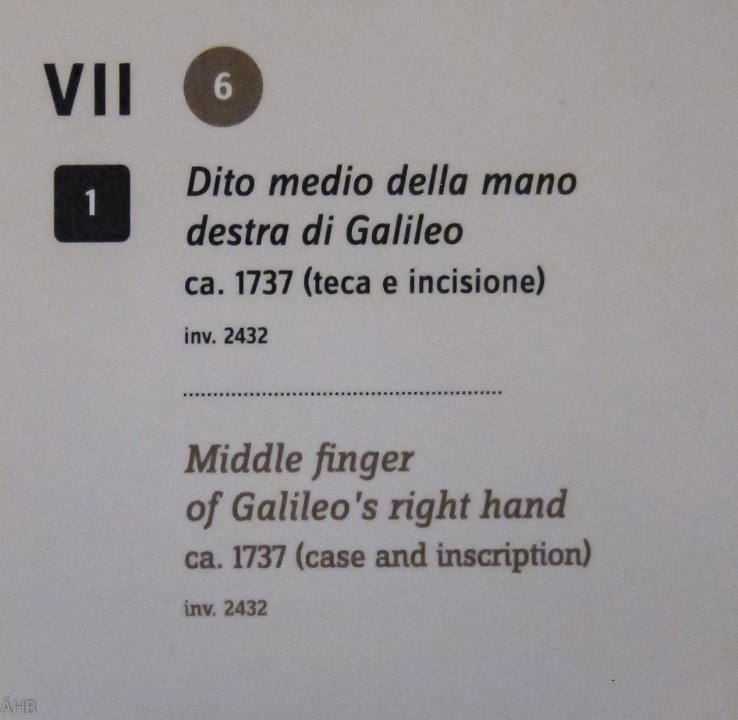 VII 6
1 Dito medio della mano
destra di Galileo
ca. 1737 (teca e incisione)
inv. 2432
Middle finger
of Galileo's right hand
ca. 1737 (case and inscription)
inv. 2432
ÁHB